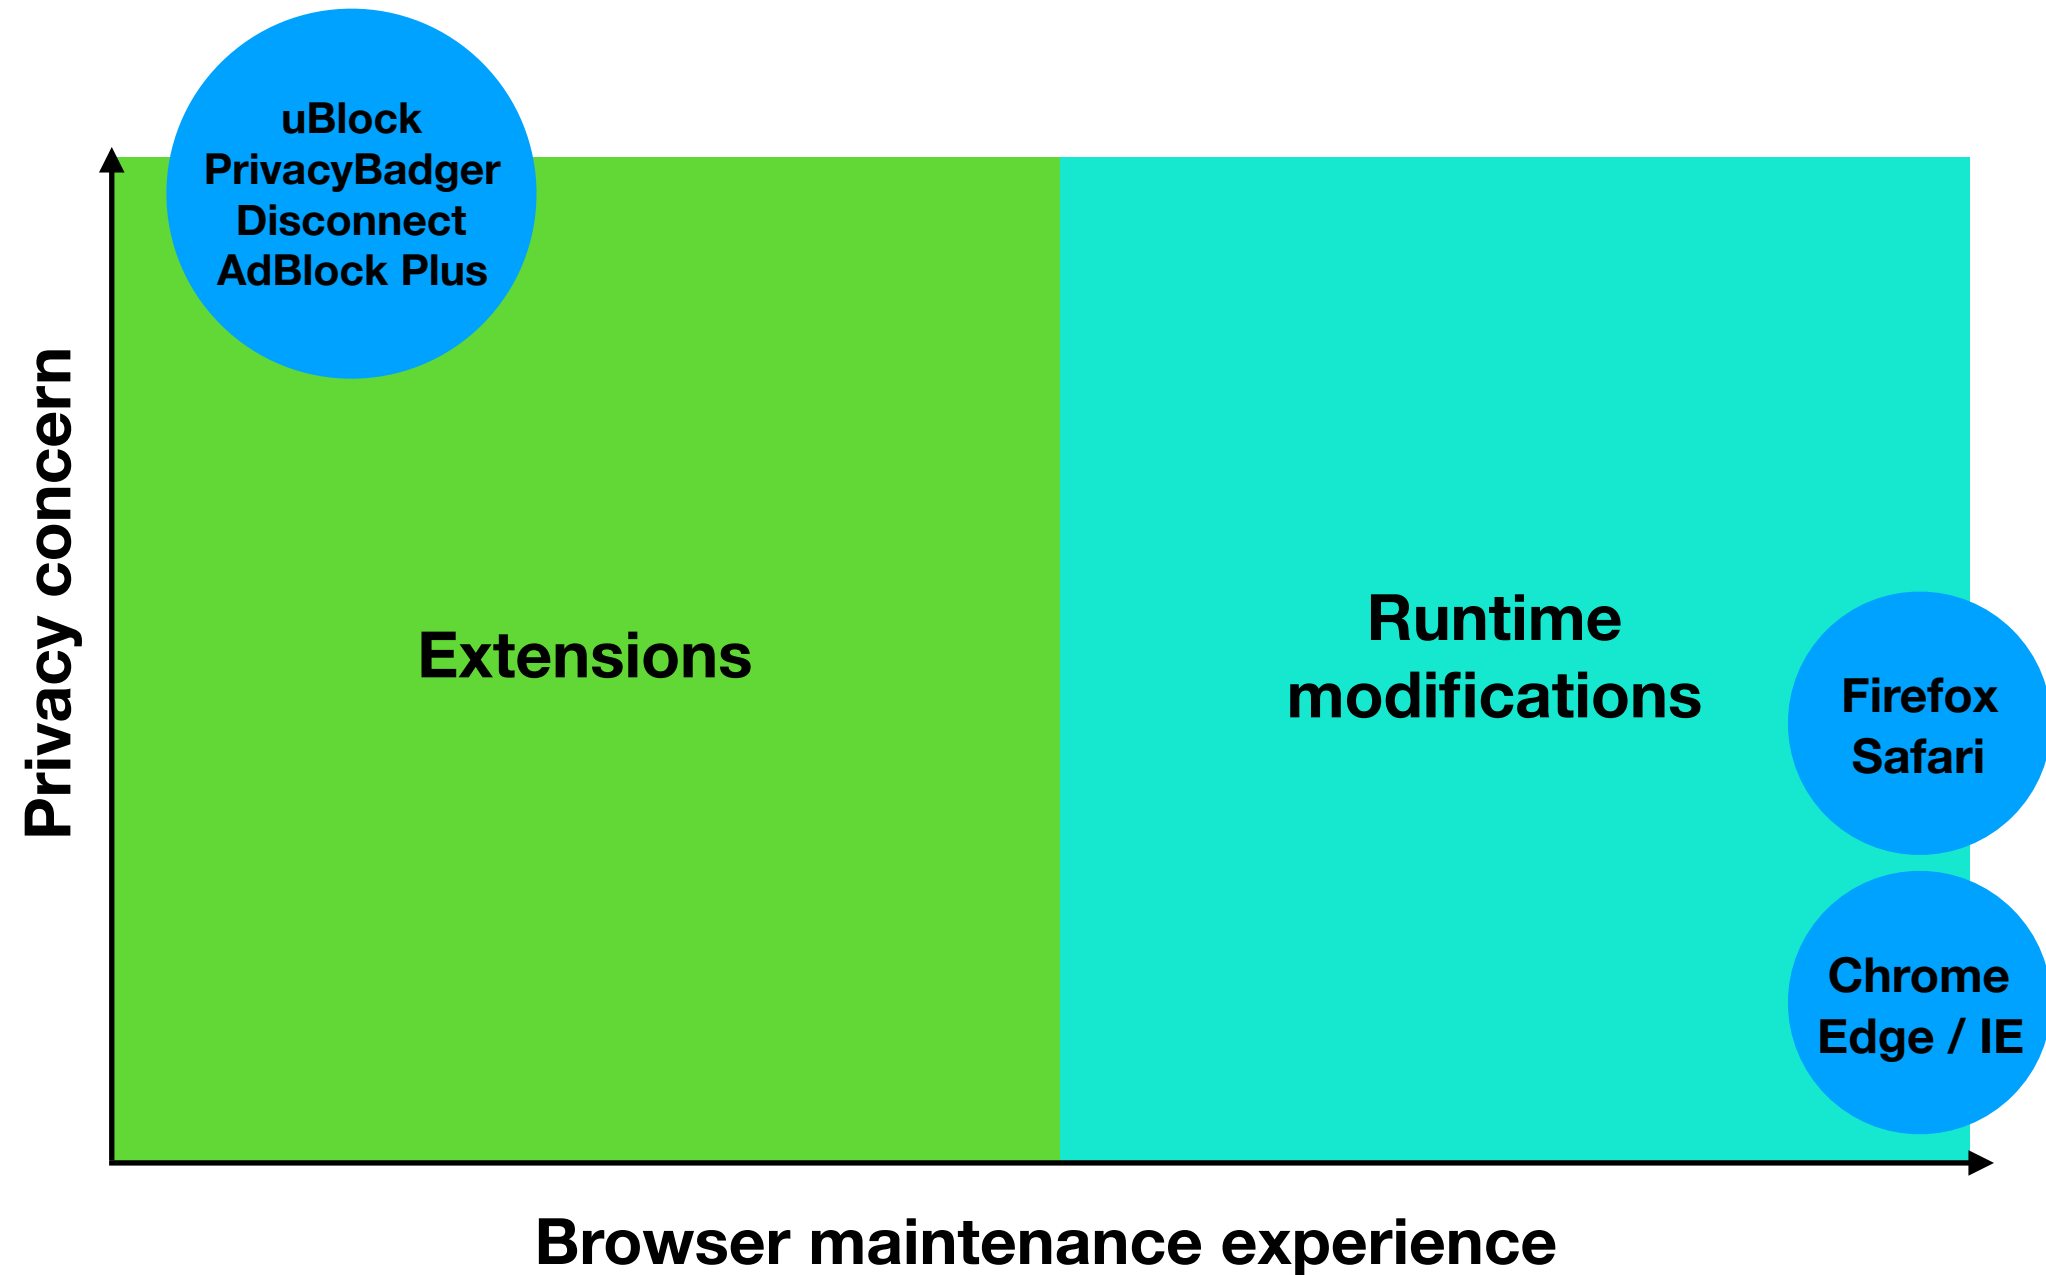 uBlock
PrivacyBadger
Disconnect
AdBlock Plus
Privacy concern
Extensions
Runtime
modifications
Firefox
Safari
Chrome
Edge / IE
Browser maintenance experience